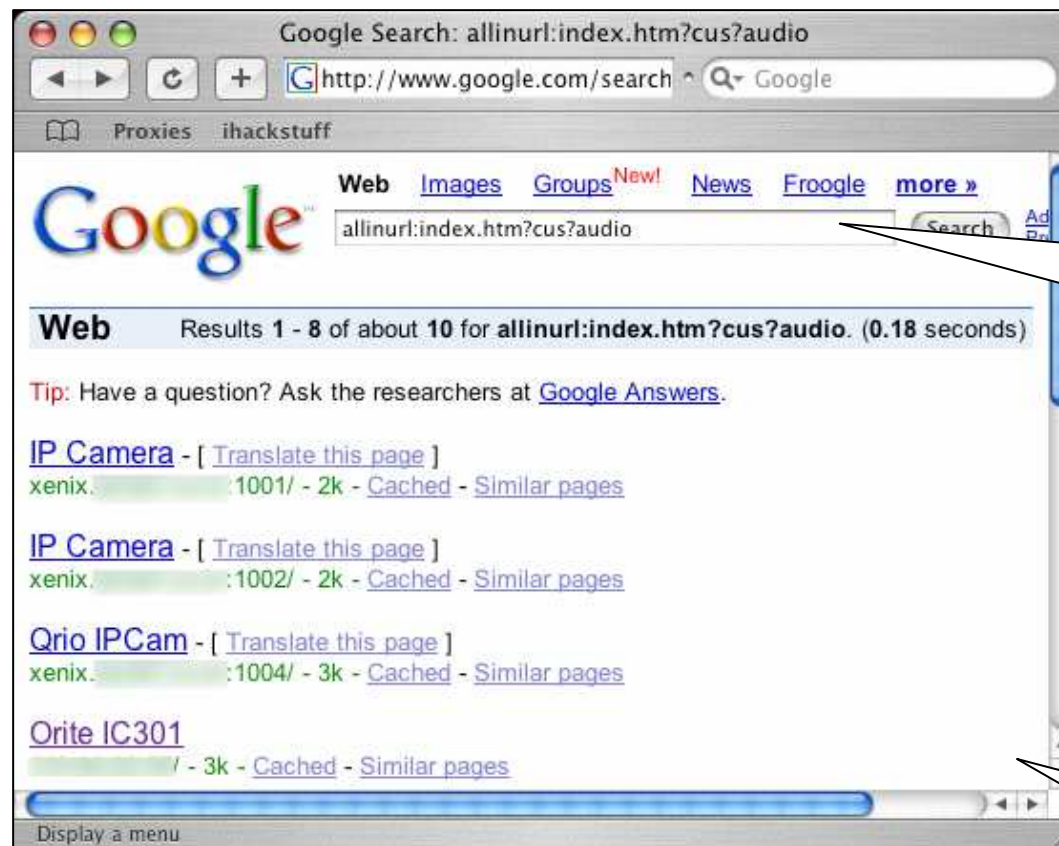 Google Search: allinurl:index.htm?cus?audio
http://www.google.com/search
Google
Proxies ihackstuff
Google™
Web Images Groups New! News Froogle more »
allinurl:index.htm?cus?audio
Search
Ad
Web Results 1 - 8 of about 10 for allinurl:index.htm?cus?audio. (0.18 seconds)
Tip: Have a question? Ask the researchers at Google Answers.
IP Camera - [ Translate this page ]
xenix. :1001/ - 2k - Cached - Similar pages
IP Camera - [ Translate this page ]
xenix. :1002/ - 2k - Cached - Similar pages
Qrio IPCam - [ Translate this page ]
xenix. :1004/ - 3k - Cached - Similar pages
Orite IC301
/ - 3k - Cached - Similar pages
Display a menu